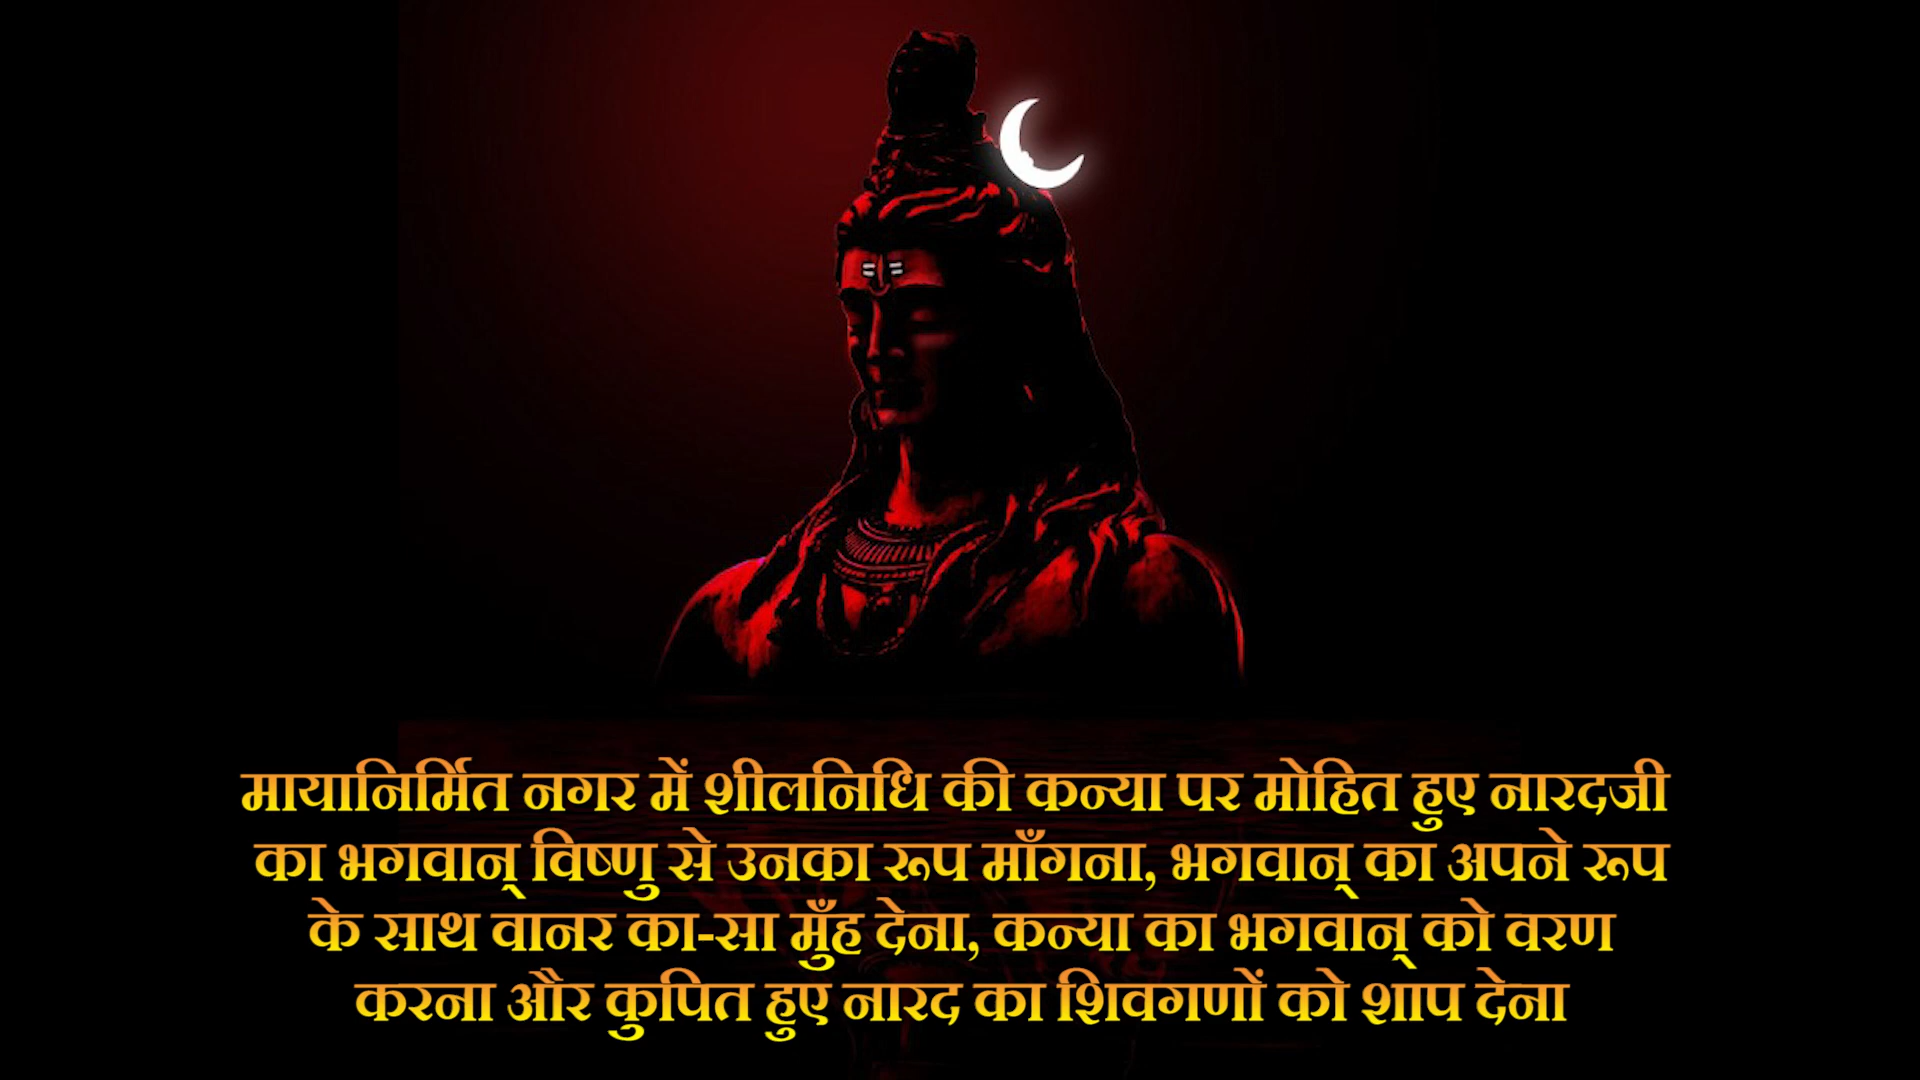 मायानिर्मित नगर में शीलनिधि की कन्या पर मोहित हुए नारदजी
का भगवान् विष्णु से उनका रूप माँगना, भगवान् का अपने रूप
के साथ वानर का-सा मुँह देना, कन्या का भगवान् को वरण
करना और कुपित हुए नारद का शिवगणों को शाप देना